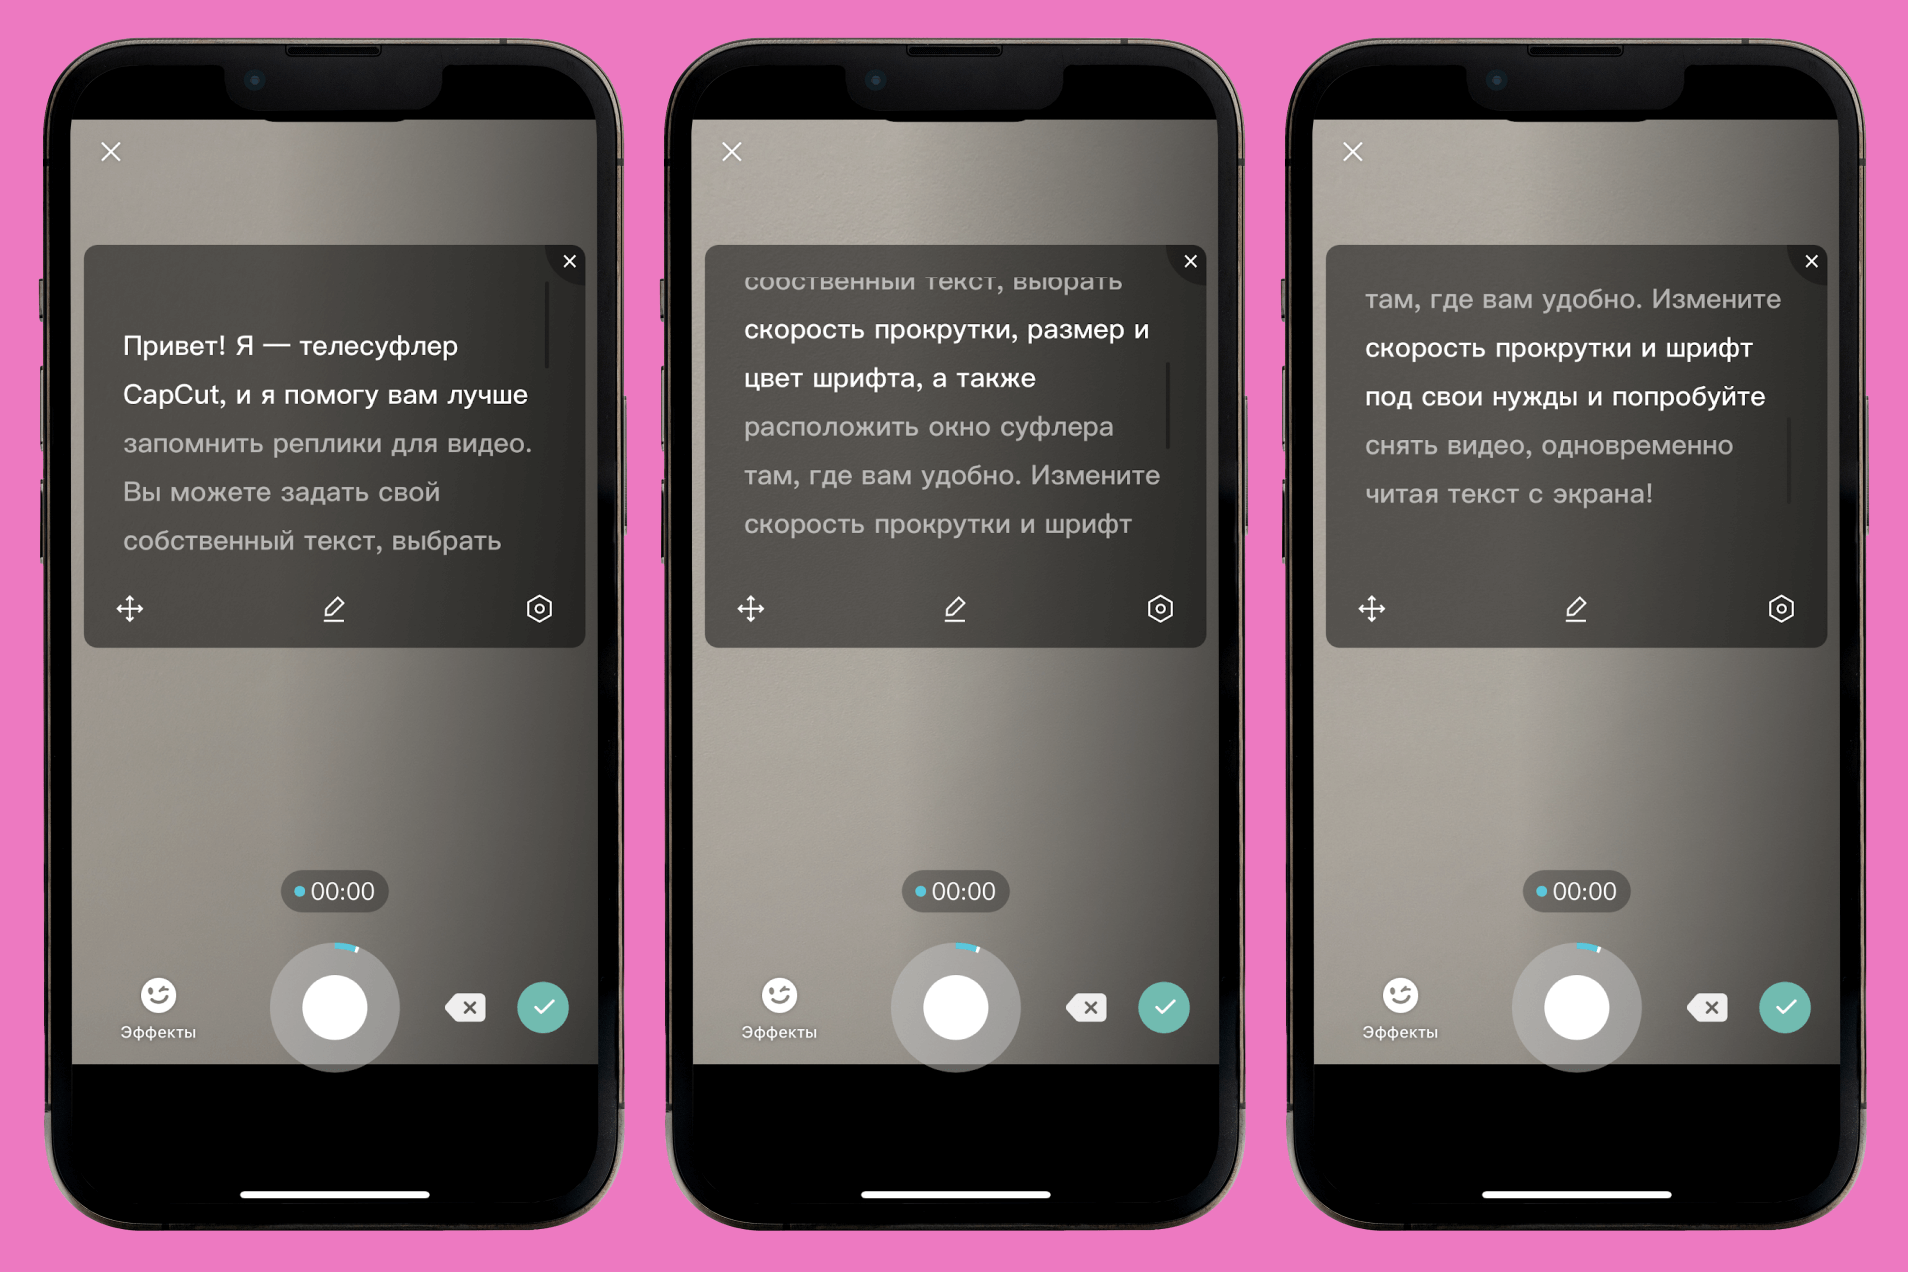 Привет! Я — телесуфлер
CapCut, и я помогу вам лучше
запомнить реплики для видео.
Вы можете задать свой
собственный текст, выбрать
00:00
Эффекты
собственный текст, выбрать
скорость прокрутки, размер и
цвет шрифта, а также
расположить окно суфлера
там, где вам удобно. Измените
скорость прокрутки и шрифт
00:00
Эффекты
там, где вам удобно. Измените
скорость прокрутки и шрифт
под свои нужды и попробуйте
снять видео, одновременно
читая текст с экрана!
00:00
Эффекты